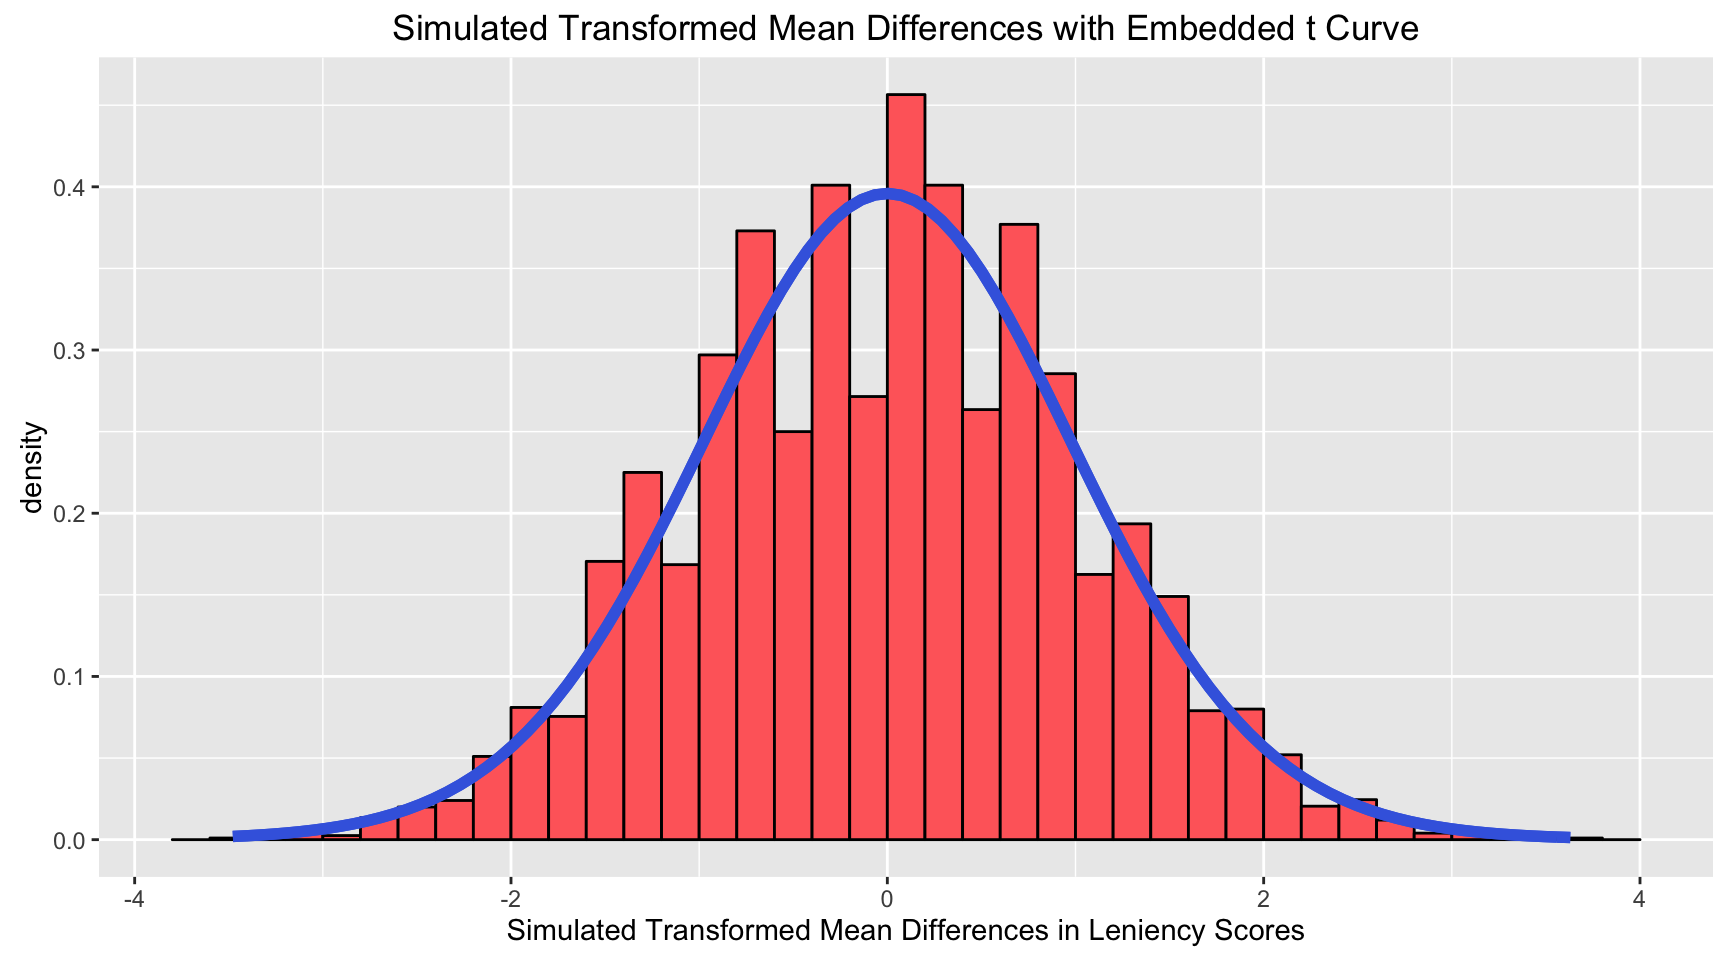 Simulated Transformed Mean Differences with Embedded t Curve
density
0.4
0.3
0.2
0.1
0.0
-4 -2 0 2 4
Simulated Transformed Mean Differences in Leniency Scores